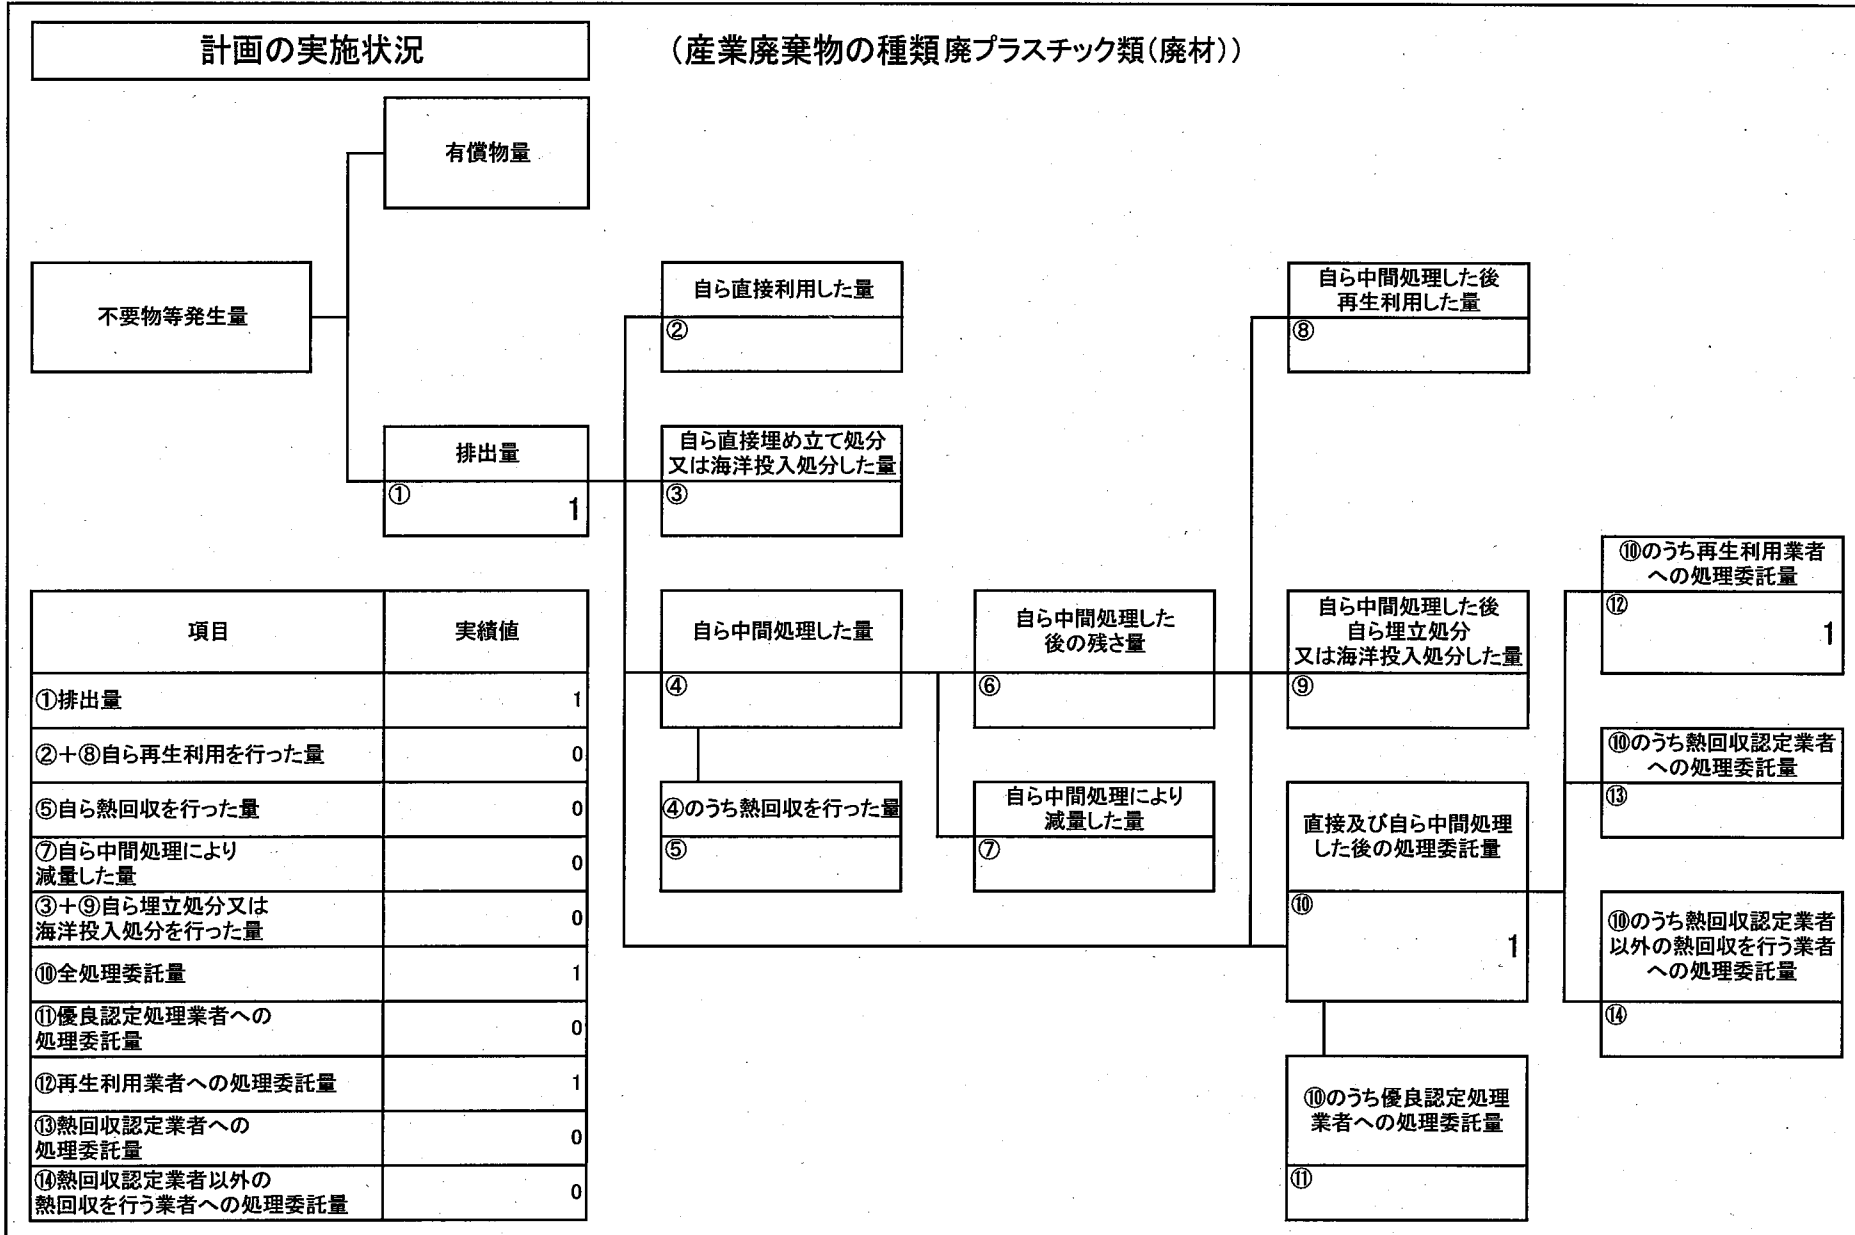 計画の実施状況
(産業廃棄物の種類廃プラスチック類(廃材))
有償物量
不要物等発生量
排出量
①
1
自ら直接利用した量
②
自ら直接埋め立て処分
又は海洋投入処分した量
③
自ら中間処理した量
④
④のうち熱回収を行った量
⑤
自ら中間処理した
後の残さ量
⑥
自ら中間処理により
減量した量
⑦
自ら中間処理した後
再生利用した量
⑧
自ら中間処理した後
自ら埋立処分
又は海洋投入処分した量
⑨
直接及び自ら中間処理
した後の処理委託量
⑩
1
⑩のうち優良認定処理
業者への処理委託量
⑪
⑩のうち再生利用業者
への処理委託量
⑫
1
⑩のうち熱回収認定業者
への処理委託量
⑬
⑩のうち熱回収認定業者
以外の熱回収を行う業者
への処理委託量
⑭
項目 実績値
①排出量 1
②+⑧自ら再生利用を行った量 0
⑤自ら熱回収を行った量 0
⑦自ら中間処理により
減量した量 0
③+⑨自ら埋立処分又は
海洋投入処分を行った量 0
⑩全処理委託量 1
⑪優良認定処理業者への
処理委託量 0
⑫再生利用業者への処理委託量 1
⑬熱回収認定業者への
処理委託量 0
⑭熱回収認定業者以外の
熱回収を行う業者への処理委託量 0